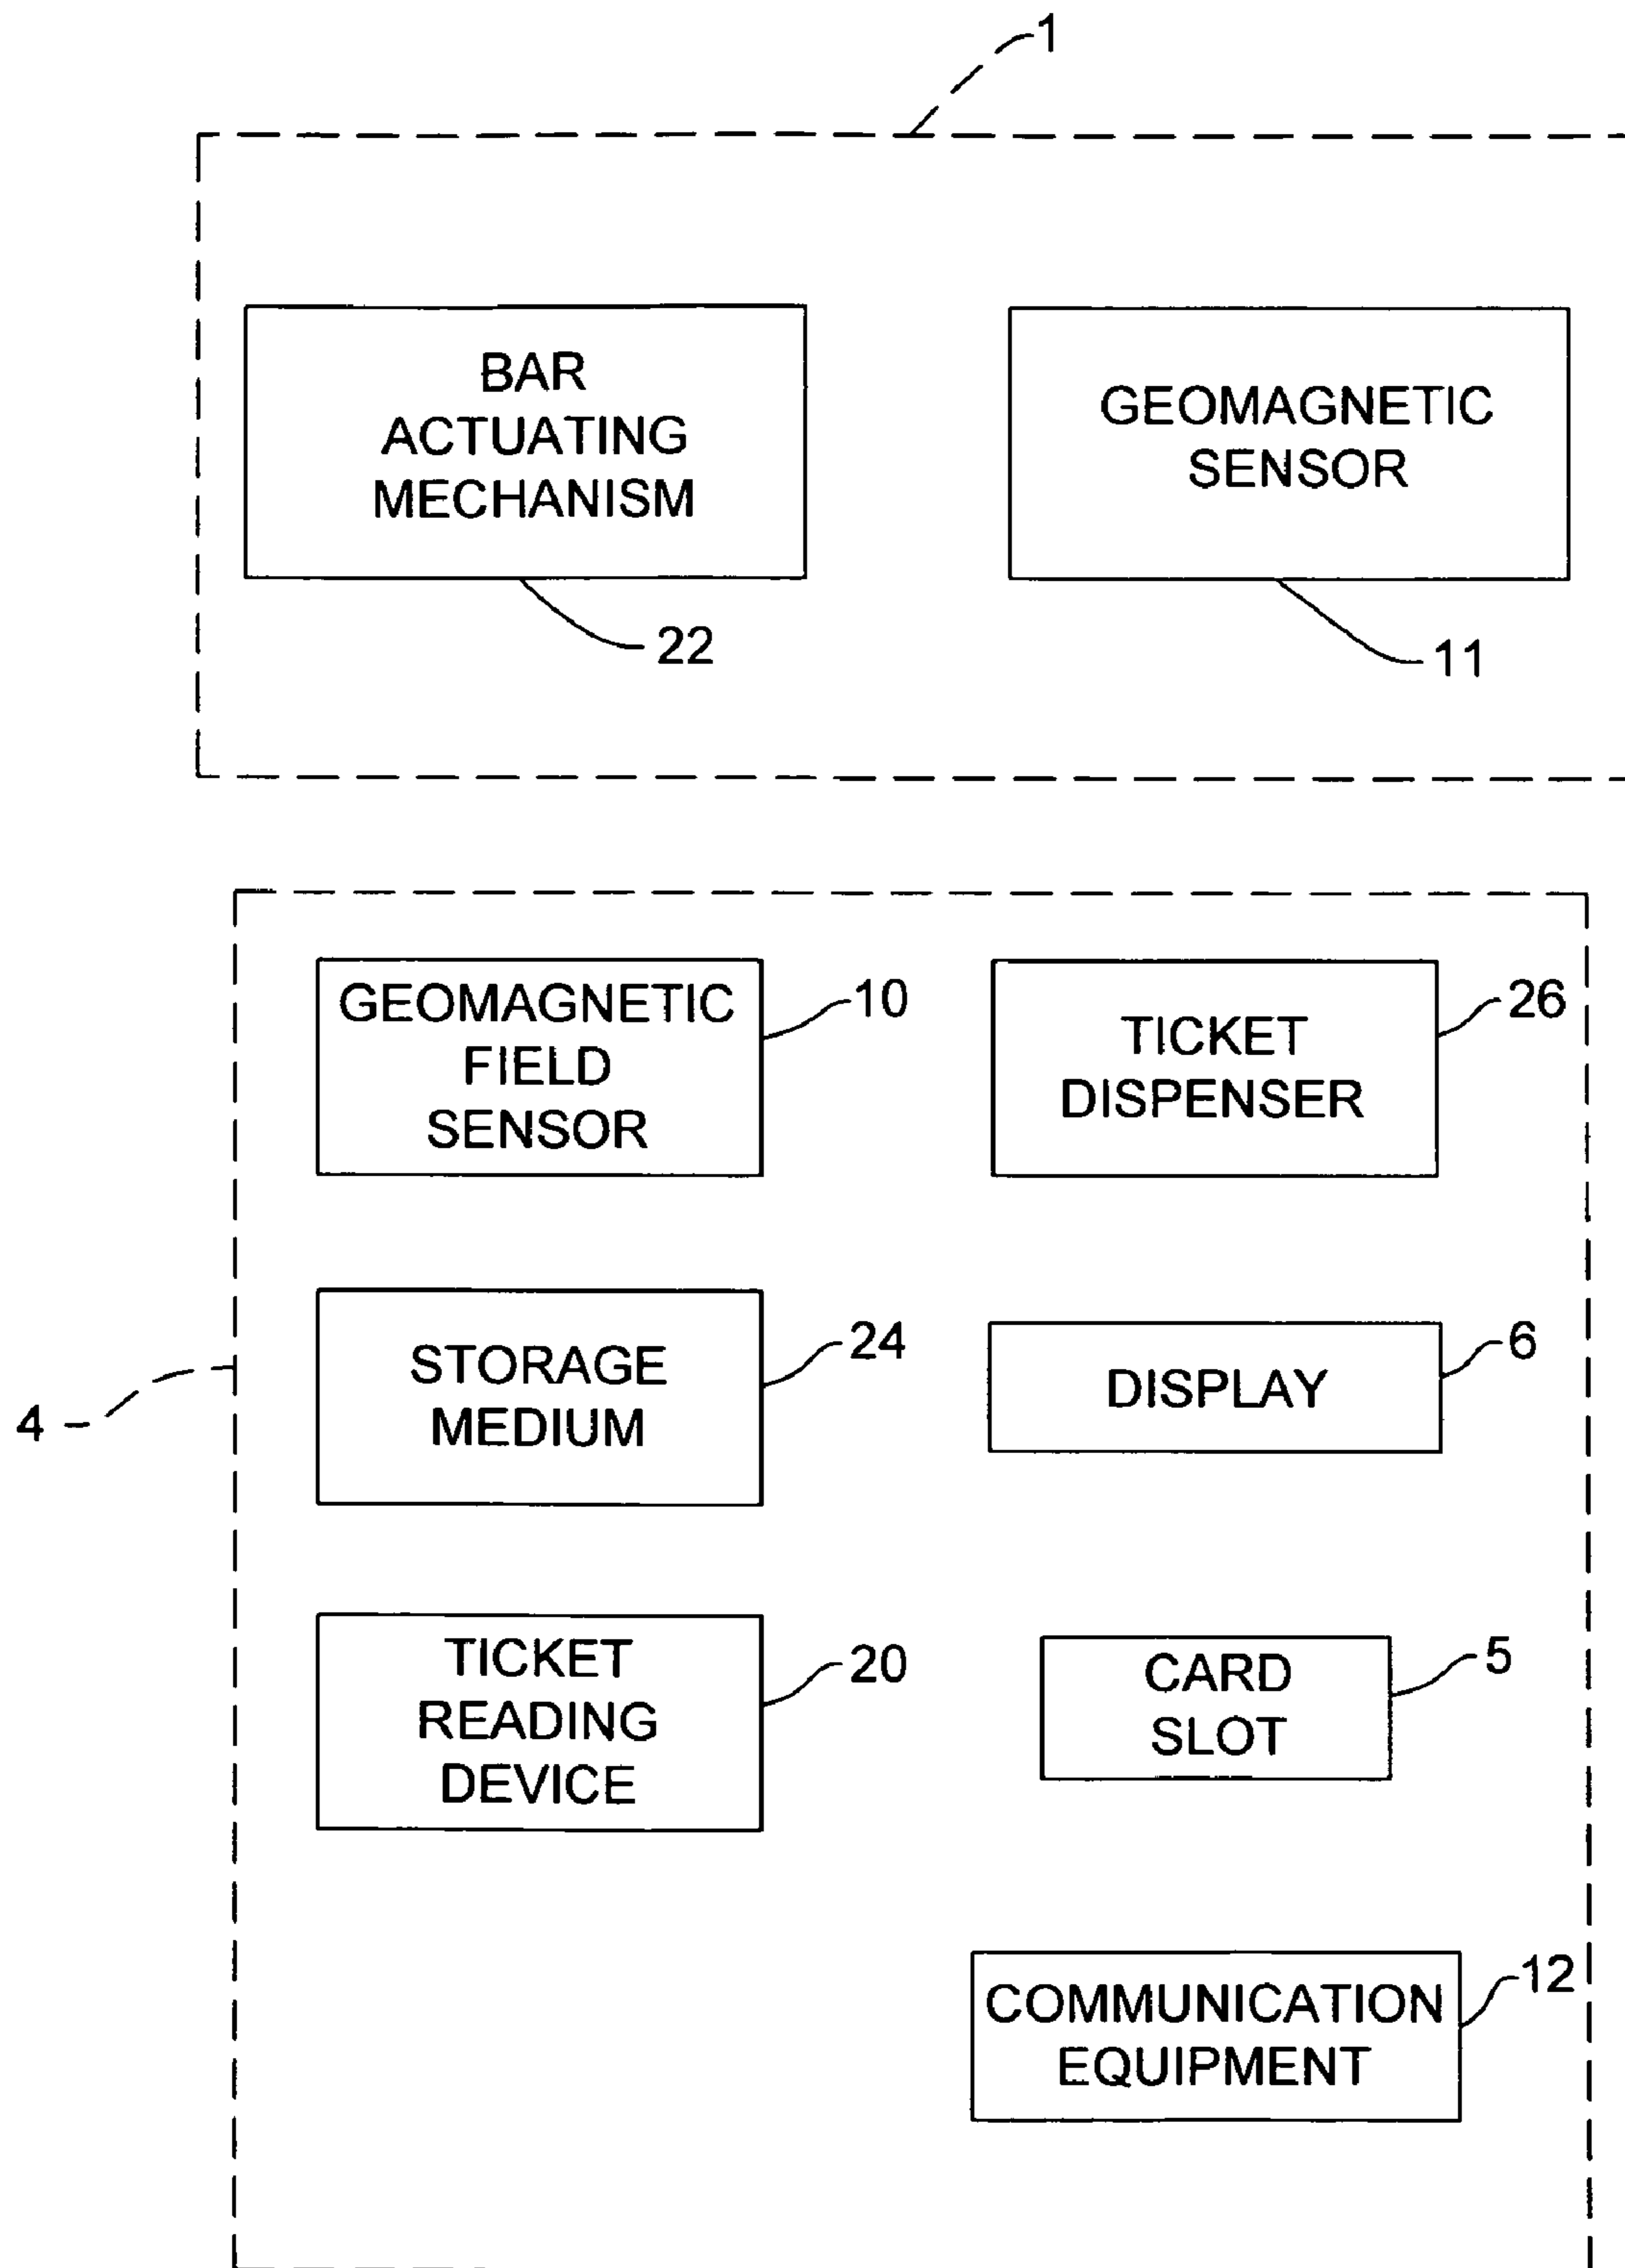 1
BAR
ACTUATING
MECHANISM
22
GEOMAGNETIC
SENSOR
11
4
GEOMAGNETIC
FIELD
SENSOR
10
TICKET
DISPENSER
26
STORAGE
MEDIUM
24
DISPLAY
6
TICKET
READING
DEVICE
20
CARD
SLOT
5
COMMUNICATION
EQUIPMENT
12